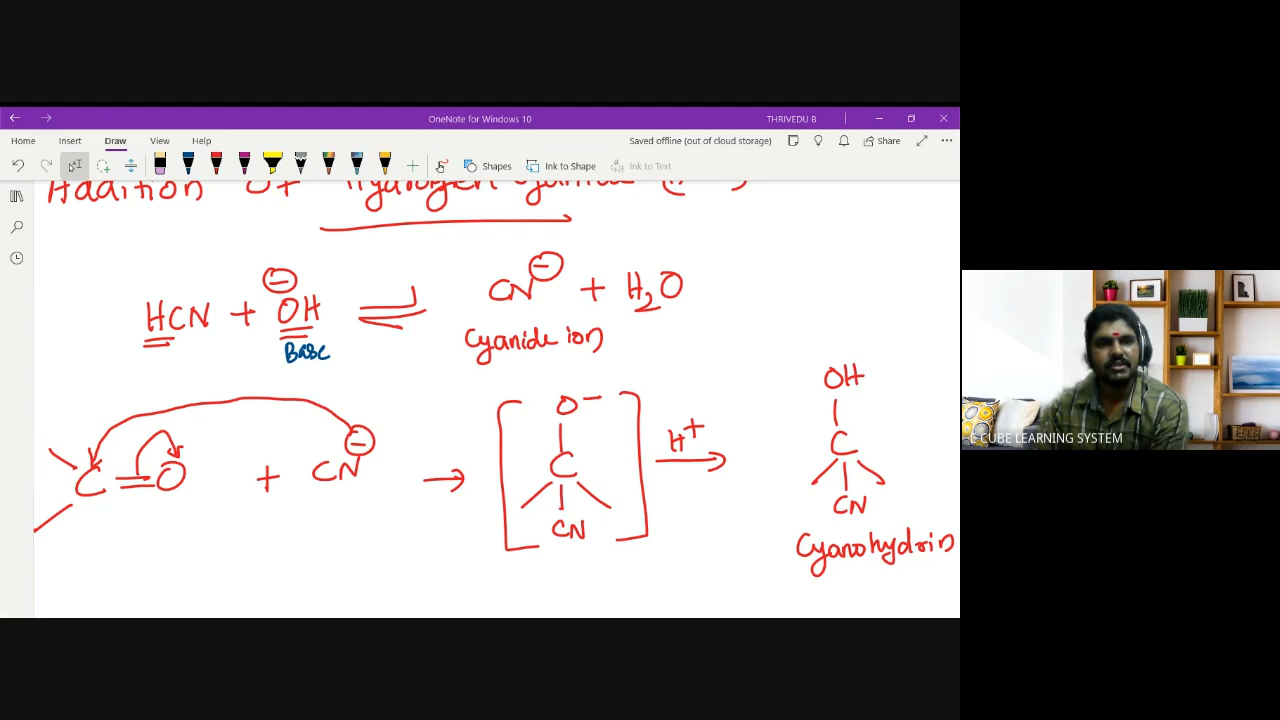 OneNote for Windows 10
THRIVEDU B
Home Insert Draw View Help
Saved offline (out of cloud storage)
Share
Shapes
Ink to Shape
Ink to Text
Addition of Hydrogen Cyanide
HCN + ⊖OH ⇌ CN⊖ + H₂O
Base
Cyanide ion
C=O + CN⊖ → [O⁻ C CN] H⁺→ OH C CN
Cyanohydrin
C CUBE LEARNING SYSTEM